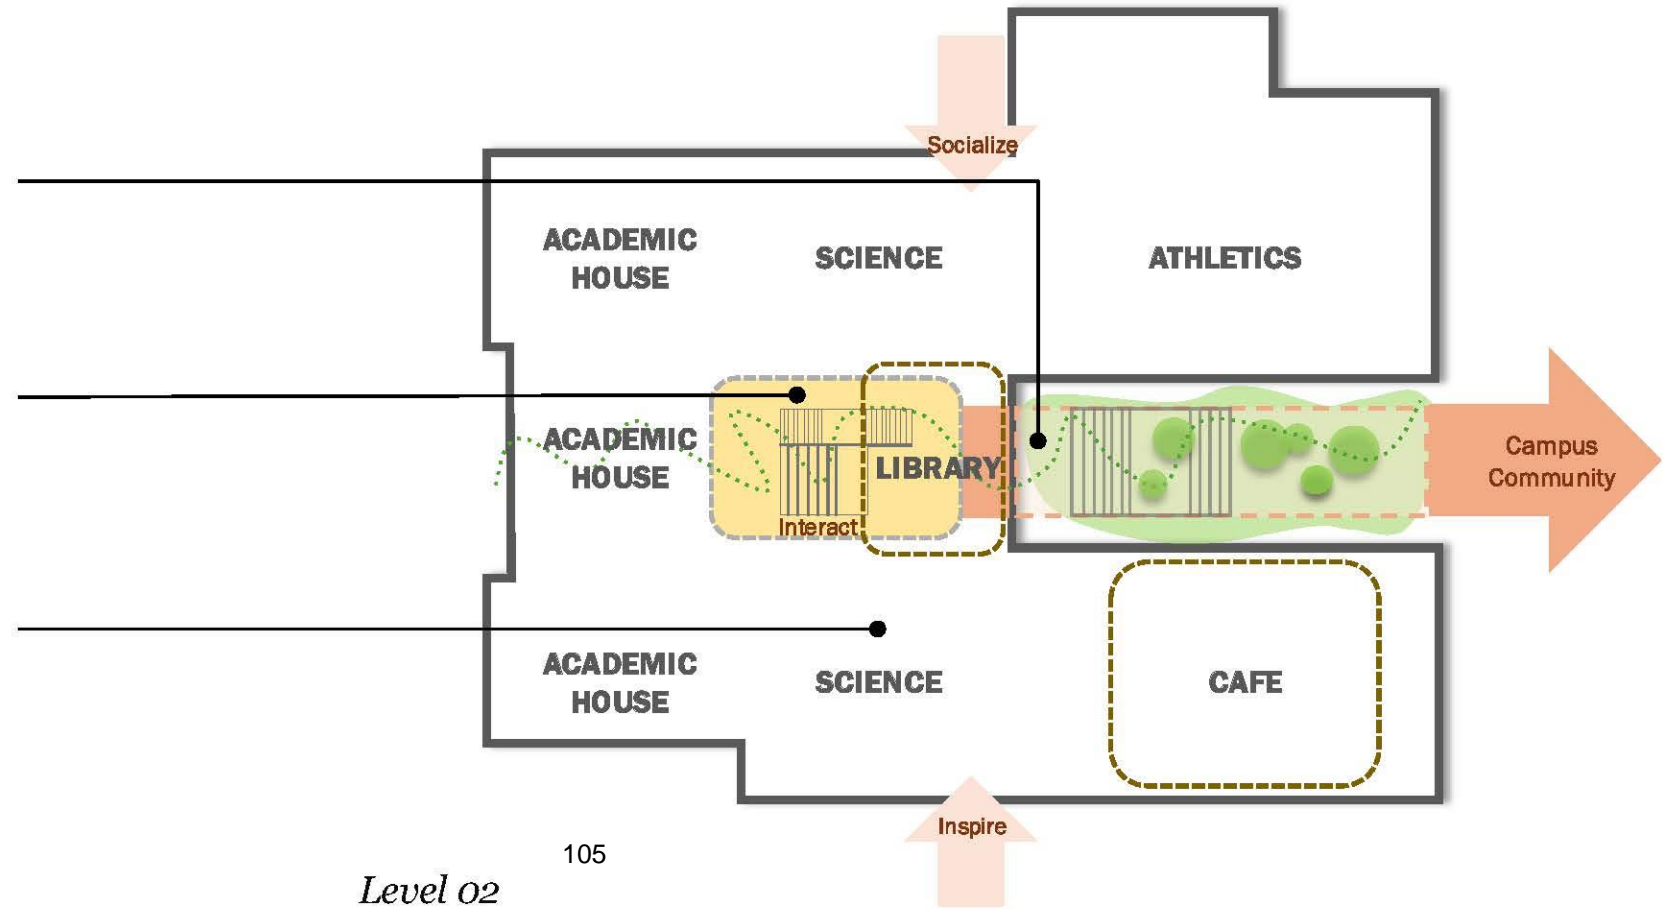 Socialize
ACADEMIC
HOUSE
SCIENCE
ATHLETICS
ACADEMIC
HOUSE
LIBRARY
Interact
Campus
Community
ACADEMIC
HOUSE
SCIENCE
CAFE
Inspire
105
Level 02